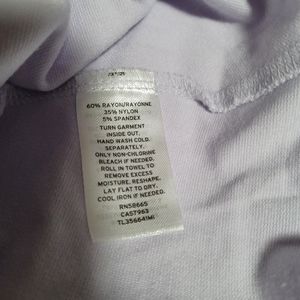 60% RAYON/RAYONNE
35% NYLON
5% SPANDEX
TURN GARMENT
INSIDE OUT.
HAND WASH COLD.
SEPARATELY.
ONLY NON-CHLORINE
BLEACH IF NEEDED.
ROLL IN TOWEL TO
REMOVE EXCESS
MOISTURE. RESHAPE.
LAY FLAT TO DRY.
COOL IRON IF NEEDED.
RN58665
CAST963